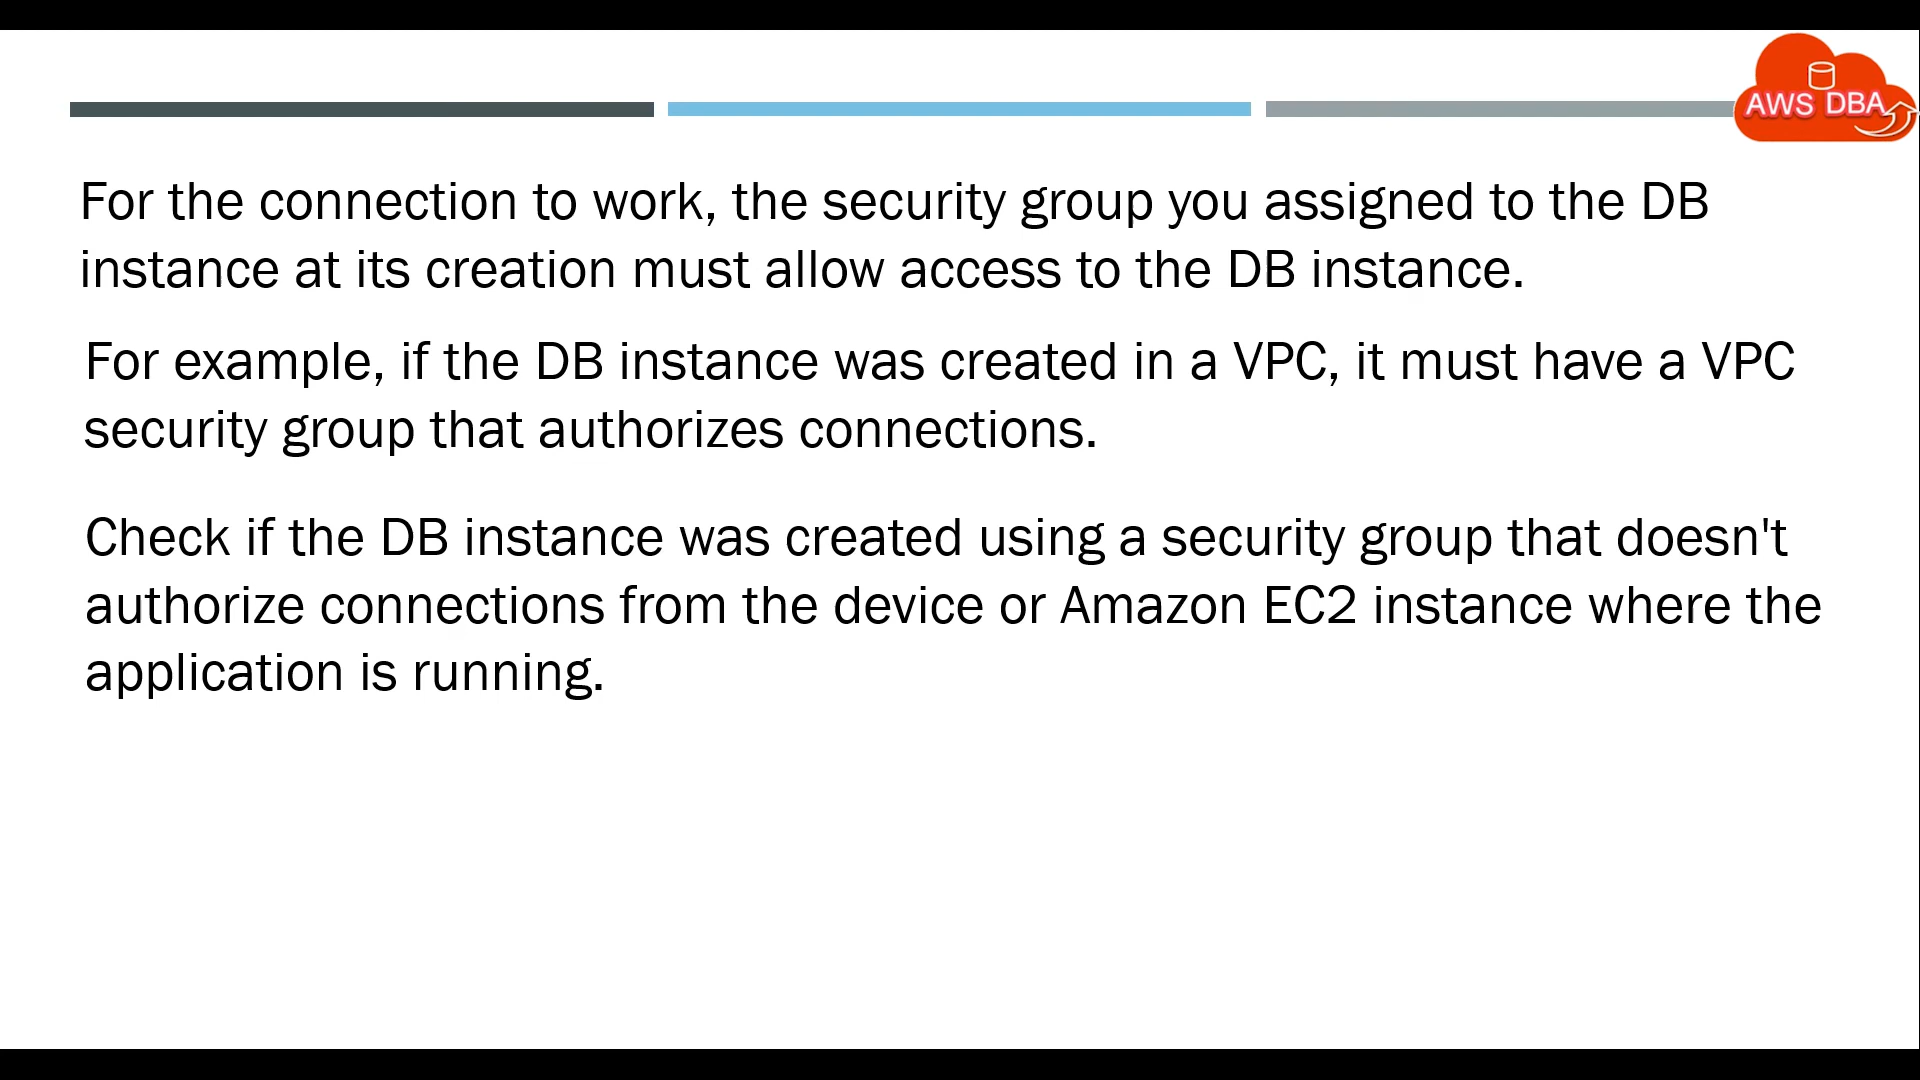 AWS DBA
For the connection to work, the security group you assigned to the DB
instance at its creation must allow access to the DB instance.
For example, if the DB instance was created in a VPC, it must have a VPC
security group that authorizes connections.
Check if the DB instance was created using a security group that doesn't
authorize connections from the device or Amazon EC2 instance where the
application is running.